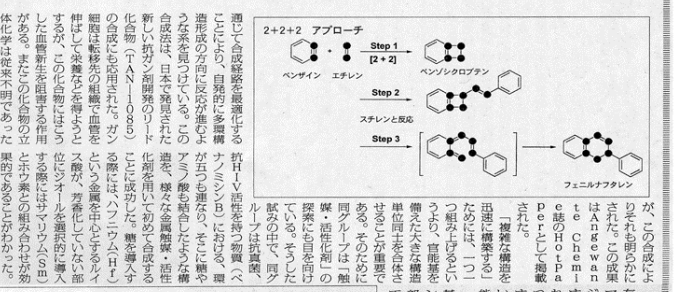 2+2+2 アプローチ
Step 1
[2 + 2]
ベンザイン
+
エチレン
ベンゾシクロブテン
Step 2
スチレンと反応
Step 3
フェニルナフタレン
通じて合成経路を最適化する
ことにより、自発的に多環構
造形成の方向に反応が進むよ
うな系を見つけている。この
合成法は、日本で発見された
新しい抗ガン剤開発のリード
化合物(TAN―1085)
の合成にも応用された。ガン
細胞は転移先の組織で血管を
伸ばして栄養などを得ようと
するが、この化合物にはこう
した血管新生を阻害する作用
がある。またこの化合物の立
体化学は従来不明であった
が、この合成によ
りそれも明らかに
された。この成果
はAngewan
te Chemi
e誌のHotPa
perとして掲載
された。
「複雑な構造を
迅速に構築する」
ためには、一つ一
つ組み上げるとい
うより、官能基を
備えた大きな構造
単位同士を合体さ
せることが重要で
ある。そのために
同グループは「触
媒・活性化剤」の
探索にも目を向け
ている。そうした
試みの中で、同グ
ループは抗真菌、
抗HIV活性を持つ物質(ベ
ナノミシンB)における、環
が五つも連なり、そこに糖や
アミノ酸も結合したような構
造を、様々な金属触媒・活性
化剤を用いて初めて合成する
ことに成功した。糖を導入す
る際には、ハフニウム(Hf)
という金属を中心とするルイ
ス酸が、芳香化していない部
位にジオールを選択的に導入
する際にはサマリウム(Sm)
とホウ素との組み合わせが効
果的であることがわかった。